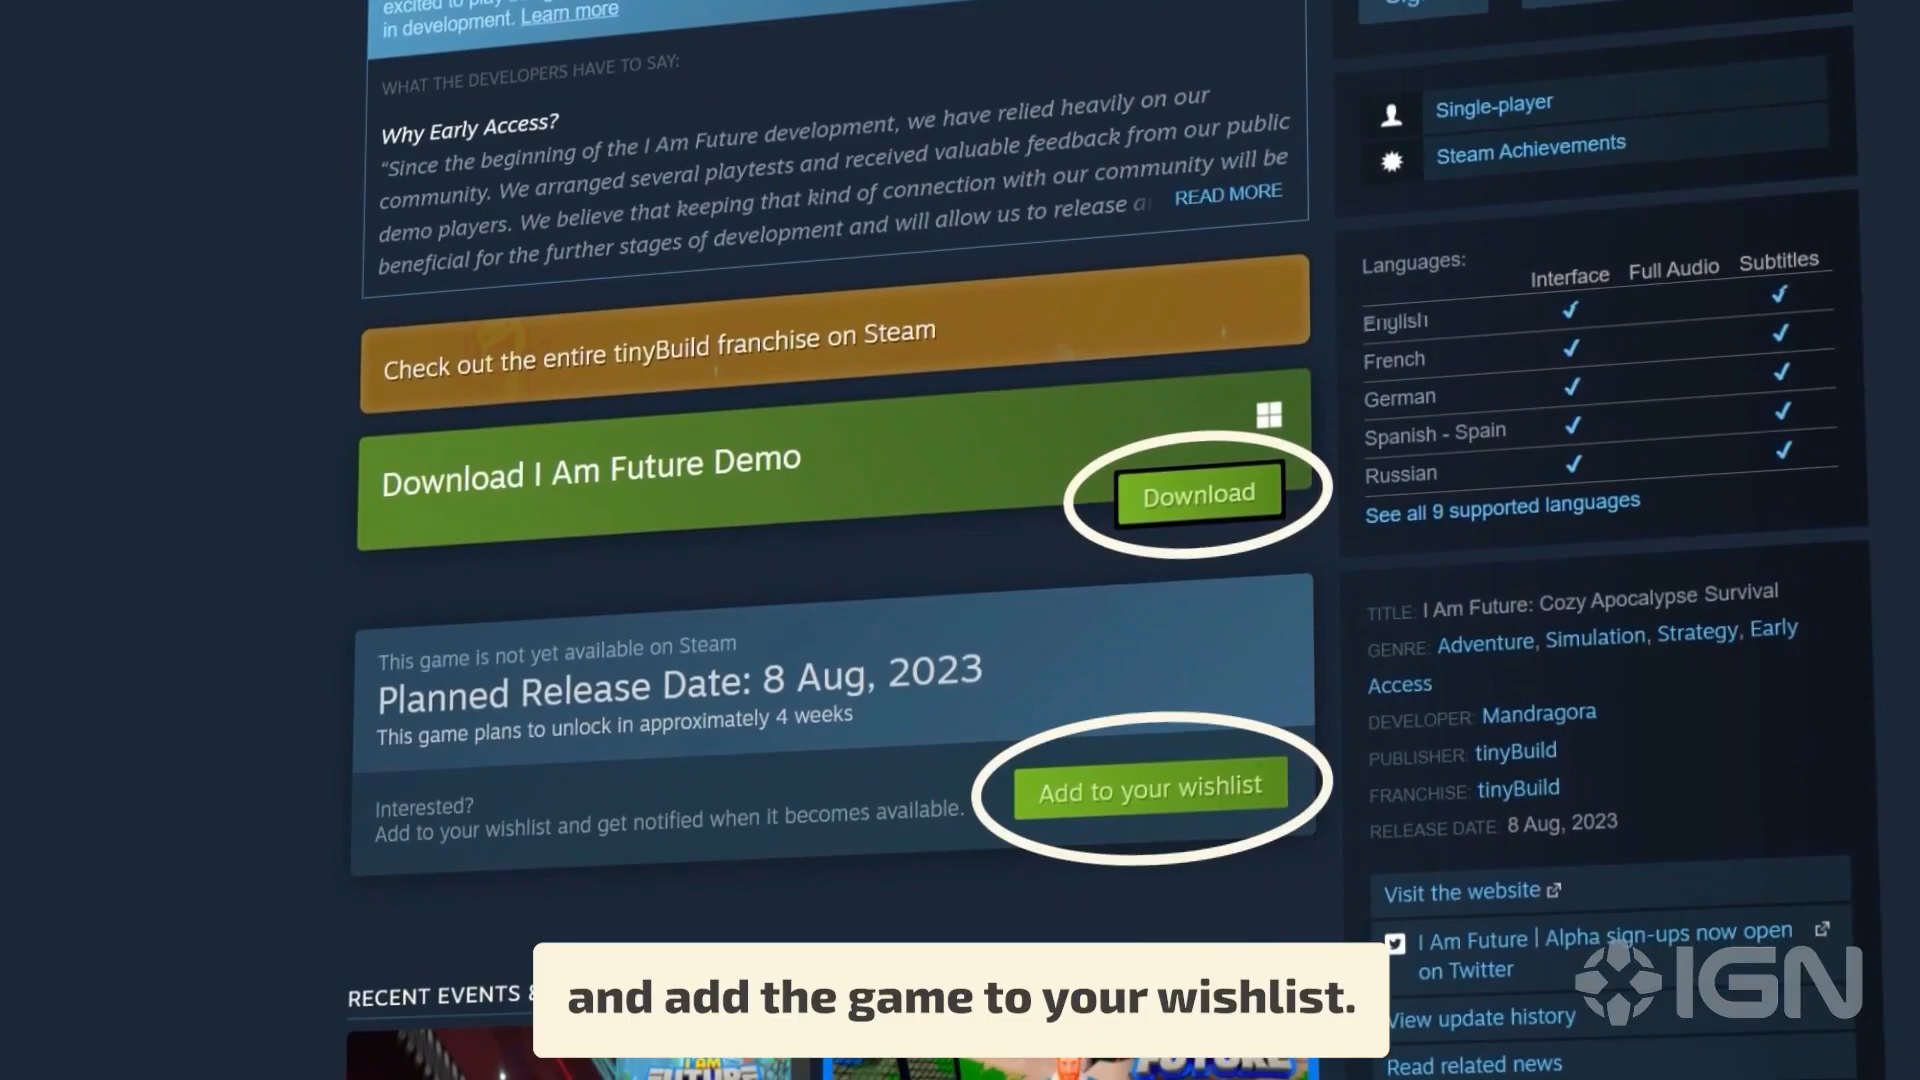 in development. Learn more
WHAT THE DEVELOPERS HAVE TO SAY:
Why Early Access?
“Since the beginning of the I Am Future development, we have relied heavily on our
community. We arranged several playtests and received valuable feedback from our public
demo players. We believe that keeping that kind of connection with our community will be
beneficial for the further stages of development and will allow us to release a
READ MORE
Check out the entire tinyBuild franchise on Steam
Download I Am Future Demo
Download
This game is not yet available on Steam
Planned Release Date: 8 Aug, 2023
This game plans to unlock in approximately 4 weeks
Interested?
Add to your wishlist and get notified when it becomes available.
Add to your wishlist
RECENT EVENTS &
and add the game to your wishlist.
I AM
FUTURE
FUTURE
Single-player
Steam Achievements
Languages:
Interface Full Audio Subtitles
English ✔ ✔
French ✔ ✔
German ✔ ✔
Spanish - Spain ✔ ✔
Russian ✔ ✔
See all 9 supported languages
TITLE: I Am Future: Cozy Apocalypse Survival
GENRE: Adventure, Simulation, Strategy, Early
Access
DEVELOPER: Mandragora
PUBLISHER: tinyBuild
FRANCHISE: tinyBuild
RELEASE DATE: 8 Aug, 2023
Visit the website
I Am Future | Alpha sign-ups now open
on Twitter
View update history
Read related news
IGN